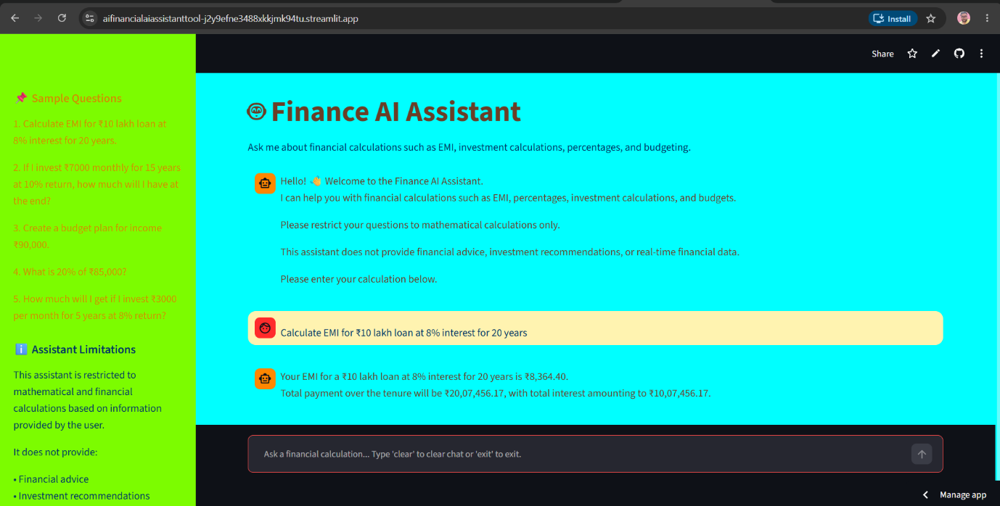 aifinancialaiassistanttool-j2y9efne3488xkkjmk94tu.streamlit.app
Install
Share
📌 Sample Questions
1. Calculate EMI for ₹10 lakh loan at
8% interest for 20 years.
2. If I invest ₹7000 monthly for 15 years
at 10% return, how much will I have at
the end?
3. Create a budget plan for income
₹90,000.
4. What is 20% of ₹85,000?
5. How much will I get if I invest ₹3000
per month for 5 years at 8% return?
ℹ️ Assistant Limitations
This assistant is restricted to
mathematical and financial
calculations based on information
provided by the user.
It does not provide:
• Financial advice
• Investment recommendations
Finance AI Assistant
Ask me about financial calculations such as EMI, investment calculations, percentages, and budgeting.
Hello! 👋 Welcome to the Finance AI Assistant.
I can help you with financial calculations such as EMI, percentages, investment calculations, and budgets.
Please restrict your questions to mathematical calculations only.
This assistant does not provide financial advice, investment recommendations, or real-time financial data.
Please enter your calculation below.
Calculate EMI for ₹10 lakh loan at 8% interest for 20 years
Your EMI for a ₹10 lakh loan at 8% interest for 20 years is ₹8,364.40.
Total payment over the tenure will be ₹20,07,456.17, with total interest amounting to ₹10,07,456.17.
Ask a financial calculation... Type 'clear' to clear chat or 'exit' to exit.
Manage app